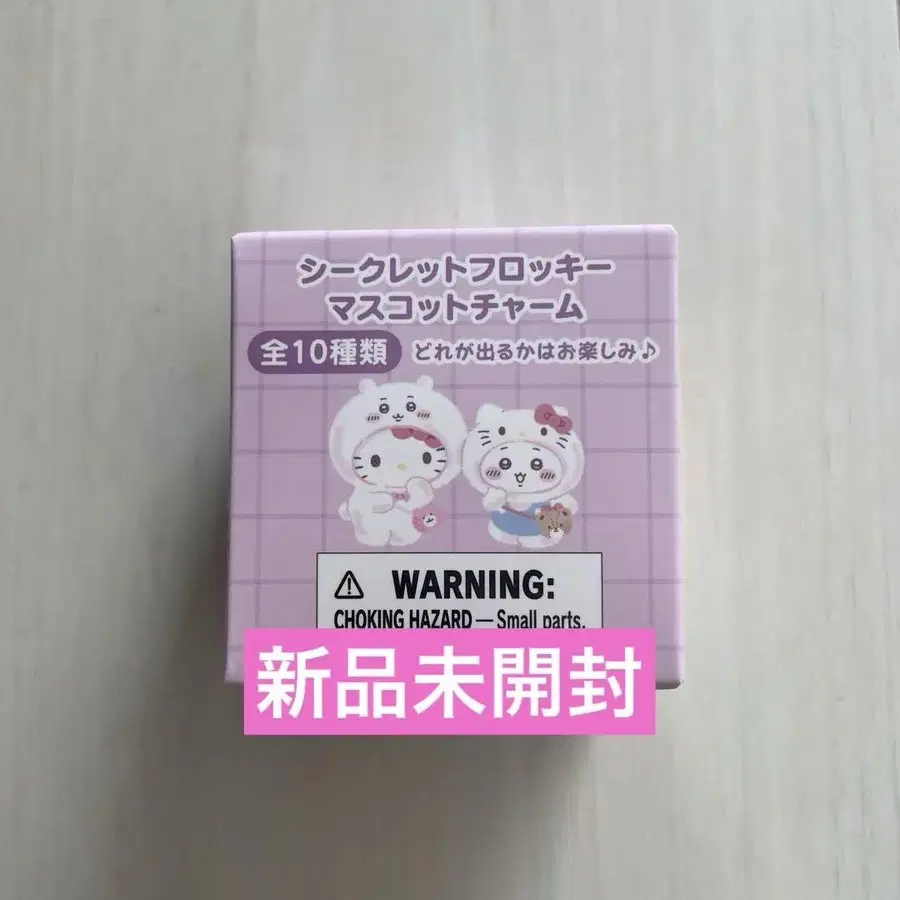 シークレットフロッキー
マスコットチャーム
全10種類 どれが出るかはお楽しみ♪
⚠ WARNING:
CHOKING HAZARD — Small parts.
新品未開封